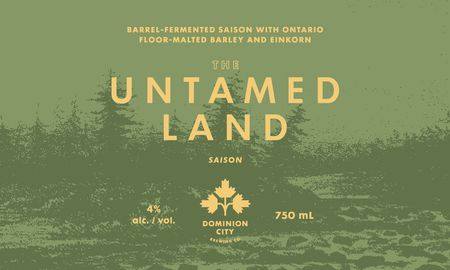 BARREL-FERMENTED SAISON WITH ONTARIO
FLOOR-MALTED BARLEY AND EINKORN
THE
UNTAMED
LAND
SAISON
4%
alc. / vol.
750 mL
DOMINION
CITY
BREWING CO.